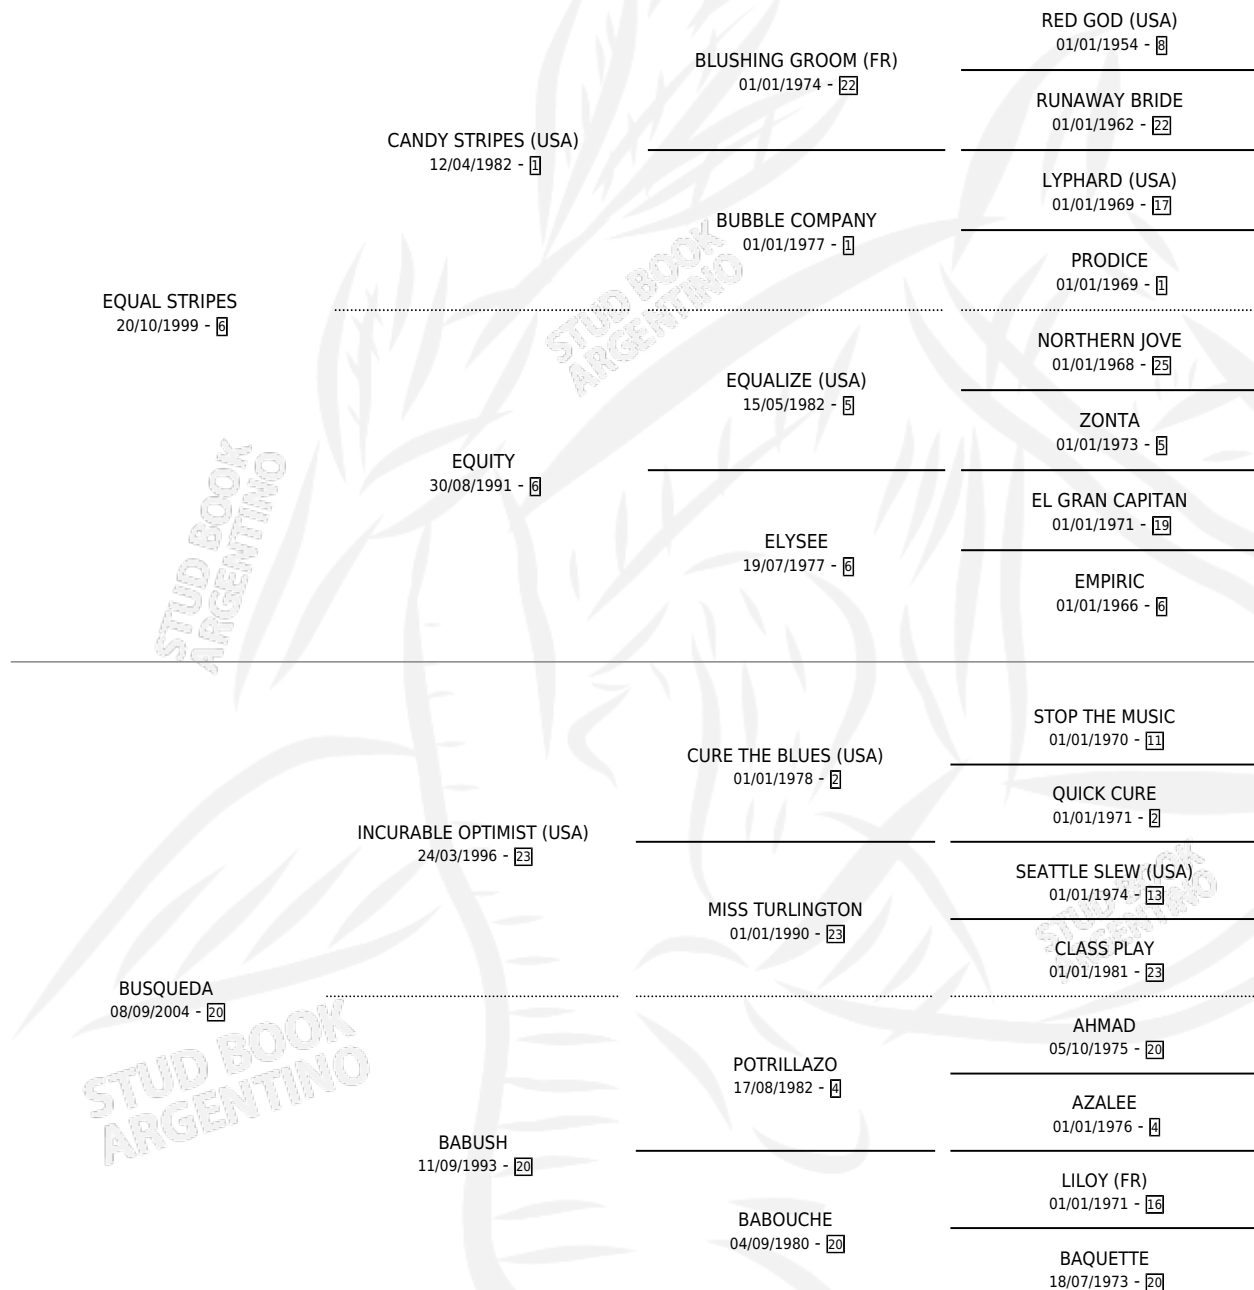 RED GOD (USA)
01/01/1954 - 8
BLUSHING GROOM (FR)
01/01/1974 - 22
RUNAWAY BRIDE
01/01/1962 - 22
CANDY STRIPES (USA)
12/04/1982 - 1
LYPHARD (USA)
01/01/1969 - 17
BUBBLE COMPANY
01/01/1977 - 1
PRODICE
01/01/1969 - 1
EQUAL STRIPES
20/10/1999 - 6
NORTHERN JOVE
01/01/1968 - 25
EQUALIZE (USA)
15/05/1982 - 5
ZONTA
01/01/1973 - 5
EQUITY
30/08/1991 - 6
EL GRAN CAPITAN
01/01/1971 - 19
ELYSEE
19/07/1977 - 6
EMPIRIC
01/01/1966 - 6
STOP THE MUSIC
01/01/1970 - 11
CURE THE BLUES (USA)
01/01/1978 - 2
QUICK CURE
01/01/1971 - 2
INCURABLE OPTIMIST (USA)
24/03/1996 - 23
SEATTLE SLEW (USA)
01/01/1974 - 13
MISS TURLINGTON
01/01/1990 - 23
CLASS PLAY
01/01/1981 - 23
BUSQUEDA
08/09/2004 - 20
AHMAD
05/10/1975 - 20
POTRILLAZO
17/08/1982 - 4
AZALEE
01/01/1976 - 4
BABUSH
11/09/1993 - 20
LILOY (FR)
01/01/1971 - 16
BABOUCHE
04/09/1980 - 20
BAQUETTE
18/07/1973 - 20
STUD BOOK
ARGENTINO
STUD BOOK
ARGENTINO
STUD BOOK
ARGENTINO
STUD BOOK
ARGENTINO